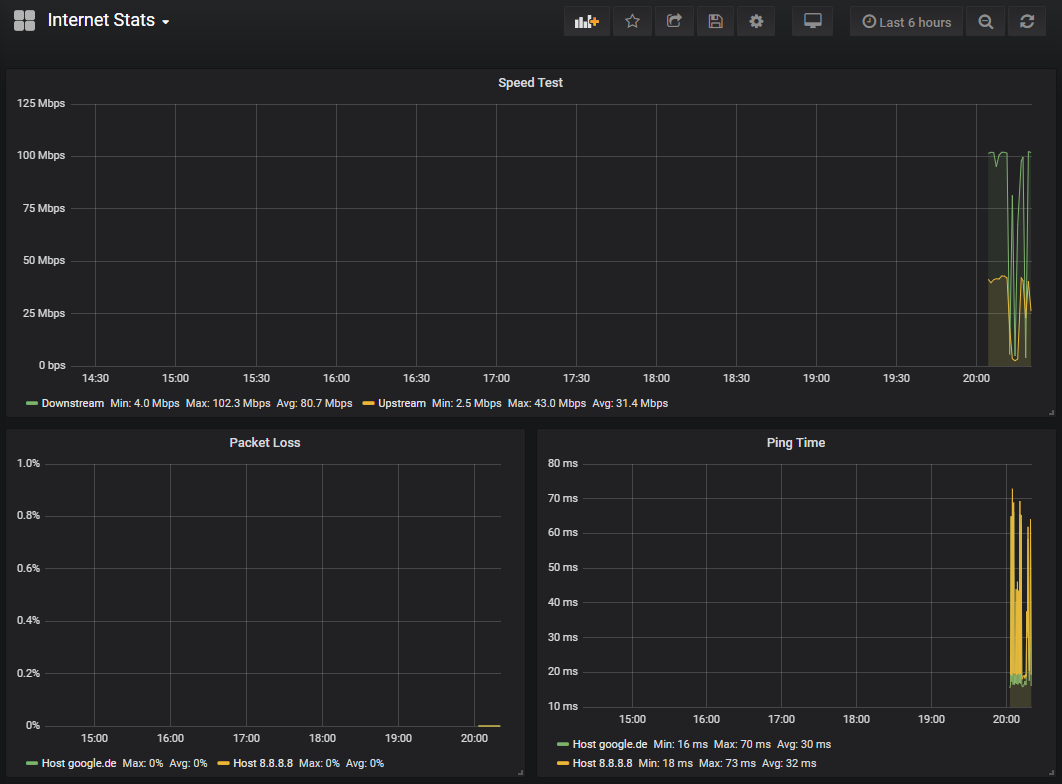 Internet Stats
Last 6 hours
Speed Test
125 Mbps
100 Mbps
75 Mbps
50 Mbps
25 Mbps
0 bps
14:30 15:00 15:30 16:00 16:30 17:00 17:30 18:00 18:30 19:00 19:30 20:00
Downstream Min: 4.0 Mbps Max: 102.3 Mbps Avg: 80.7 Mbps Upstream Min: 2.5 Mbps Max: 43.0 Mbps Avg: 31.4 Mbps
Packet Loss
1.0%
0.8%
0.6%
0.4%
0.2%
0%
15:00 16:00 17:00 18:00 19:00 20:00
Host google.de Max: 0% Avg: 0% Host 8.8.8.8 Max: 0% Avg: 0%
Ping Time
80 ms
70 ms
60 ms
50 ms
40 ms
30 ms
20 ms
10 ms
15:00 16:00 17:00 18:00 19:00 20:00
Host google.de Min: 16 ms Max: 70 ms Avg: 30 ms
Host 8.8.8.8 Min: 18 ms Max: 73 ms Avg: 32 ms